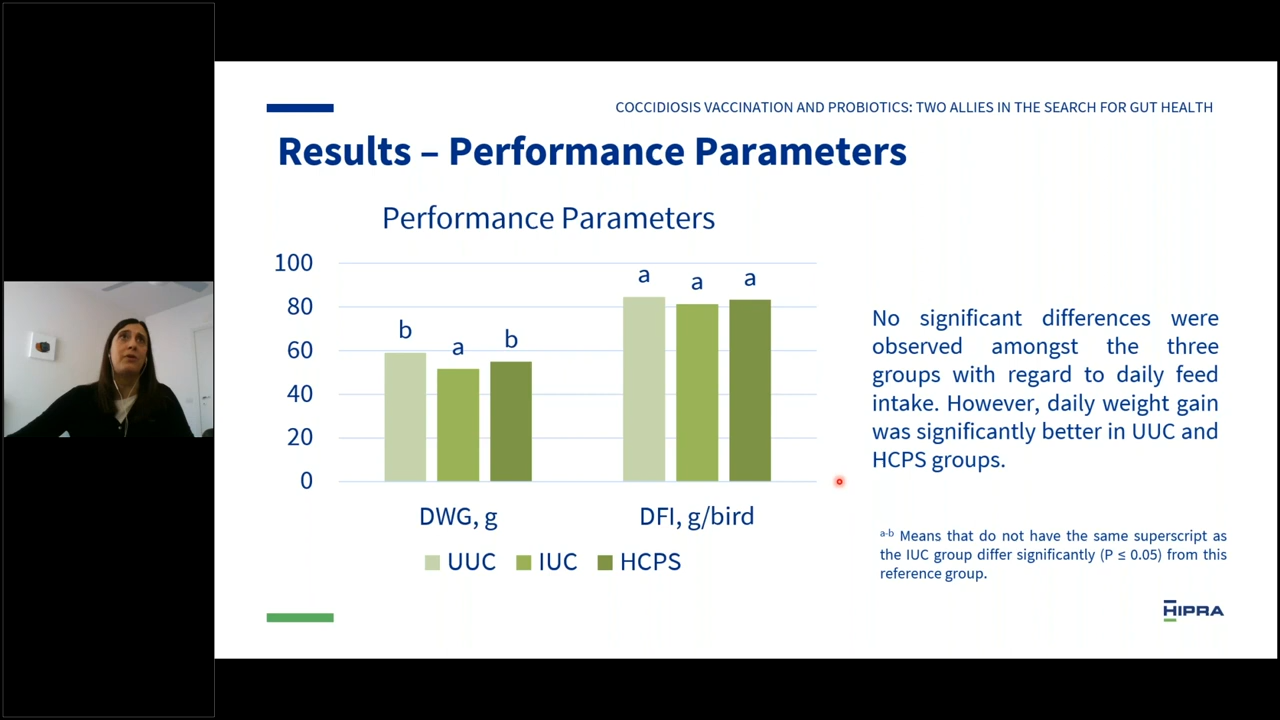 COCCIDIOSIS VACCINATION AND PROBIOTICS: TWO ALLIES IN THE SEARCH FOR GUT HEALTH
Results – Performance Parameters
Performance Parameters
100
80
60
40
20
0
b
a
b
a
a
a
DWG, g
DFI, g/bird
UUC
IUC
HCPS
No significant differences were
observed amongst the three
groups with regard to daily feed
intake. However, daily weight gain
was significantly better in UUC and
HCPS groups.
a-b Means that do not have the same superscript as
the IUC group differ significantly (P ≤ 0.05) from this
reference group.
HIPRA